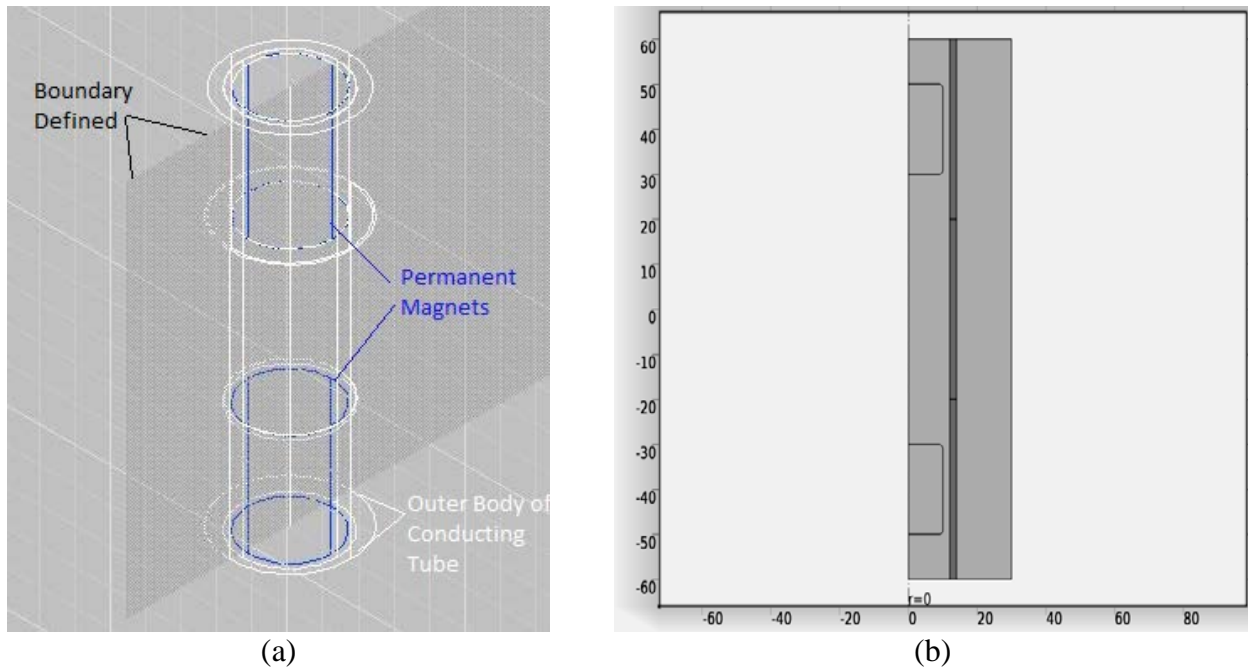 Boundary
Defined
Permanent
Magnets
Outer Body of
Conducting
Tube
(a)
60
50
40
30
20
10
0
-10
-20
-30
-40
-50
-60
r=0
-60
-40
-20
0
20
40
60
80
(b)